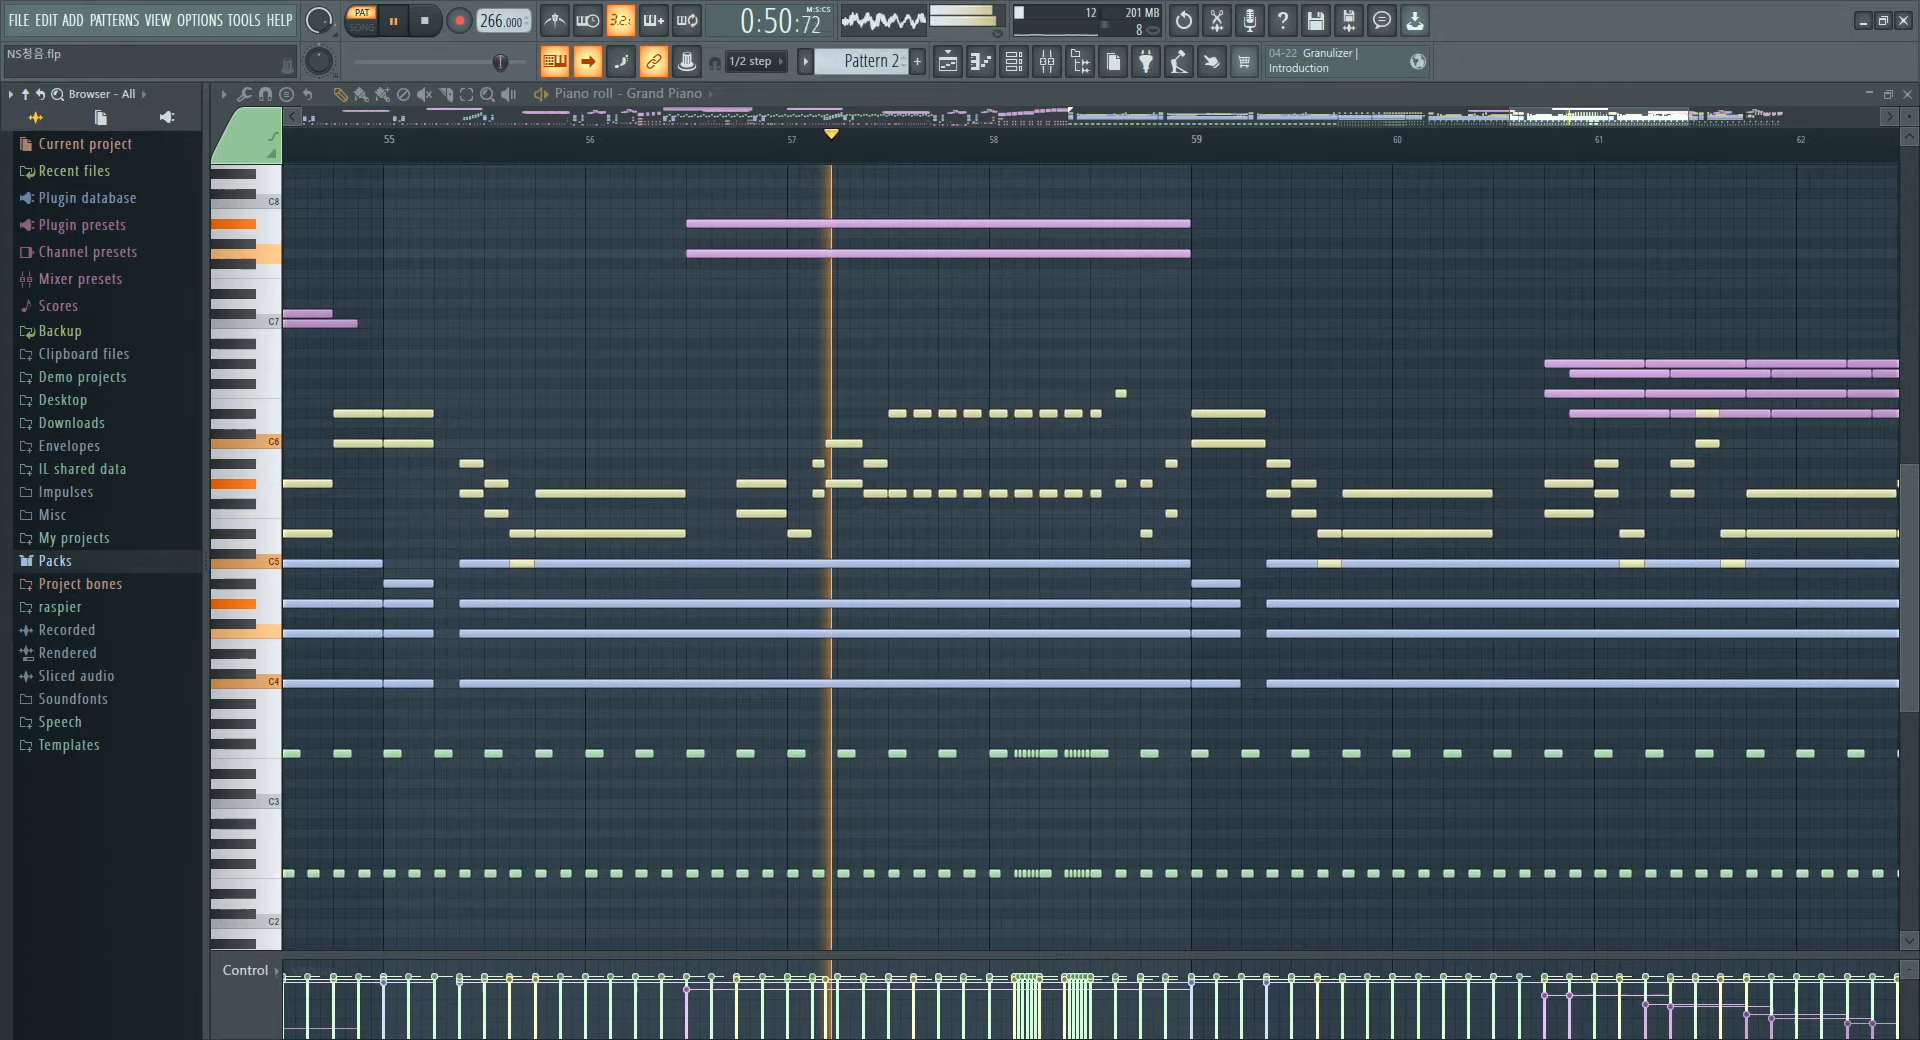 FILE EDIT ADD PATTERNS VIEW OPTIONS TOOLS HELP
PAT
SONG
266.000
3.2.
0:50:72
M:S:CS
12
201 MB
8
NS청음.flp
1/2 step
Pattern 2
04-22 Granulizer |
Introduction
Browser - All
Piano roll - Grand Piano
Current project
Recent files
Plugin database
Plugin presets
Channel presets
Mixer presets
Scores
Backup
Clipboard files
Demo projects
Desktop
Downloads
Envelopes
IL shared data
Impulses
Misc
My projects
Packs
Project bones
raspier
Recorded
Rendered
Sliced audio
Soundfonts
Speech
Templates
55
56
57
58
59
60
61
62
C8
C7
C6
C5
C4
C3
C2
Control